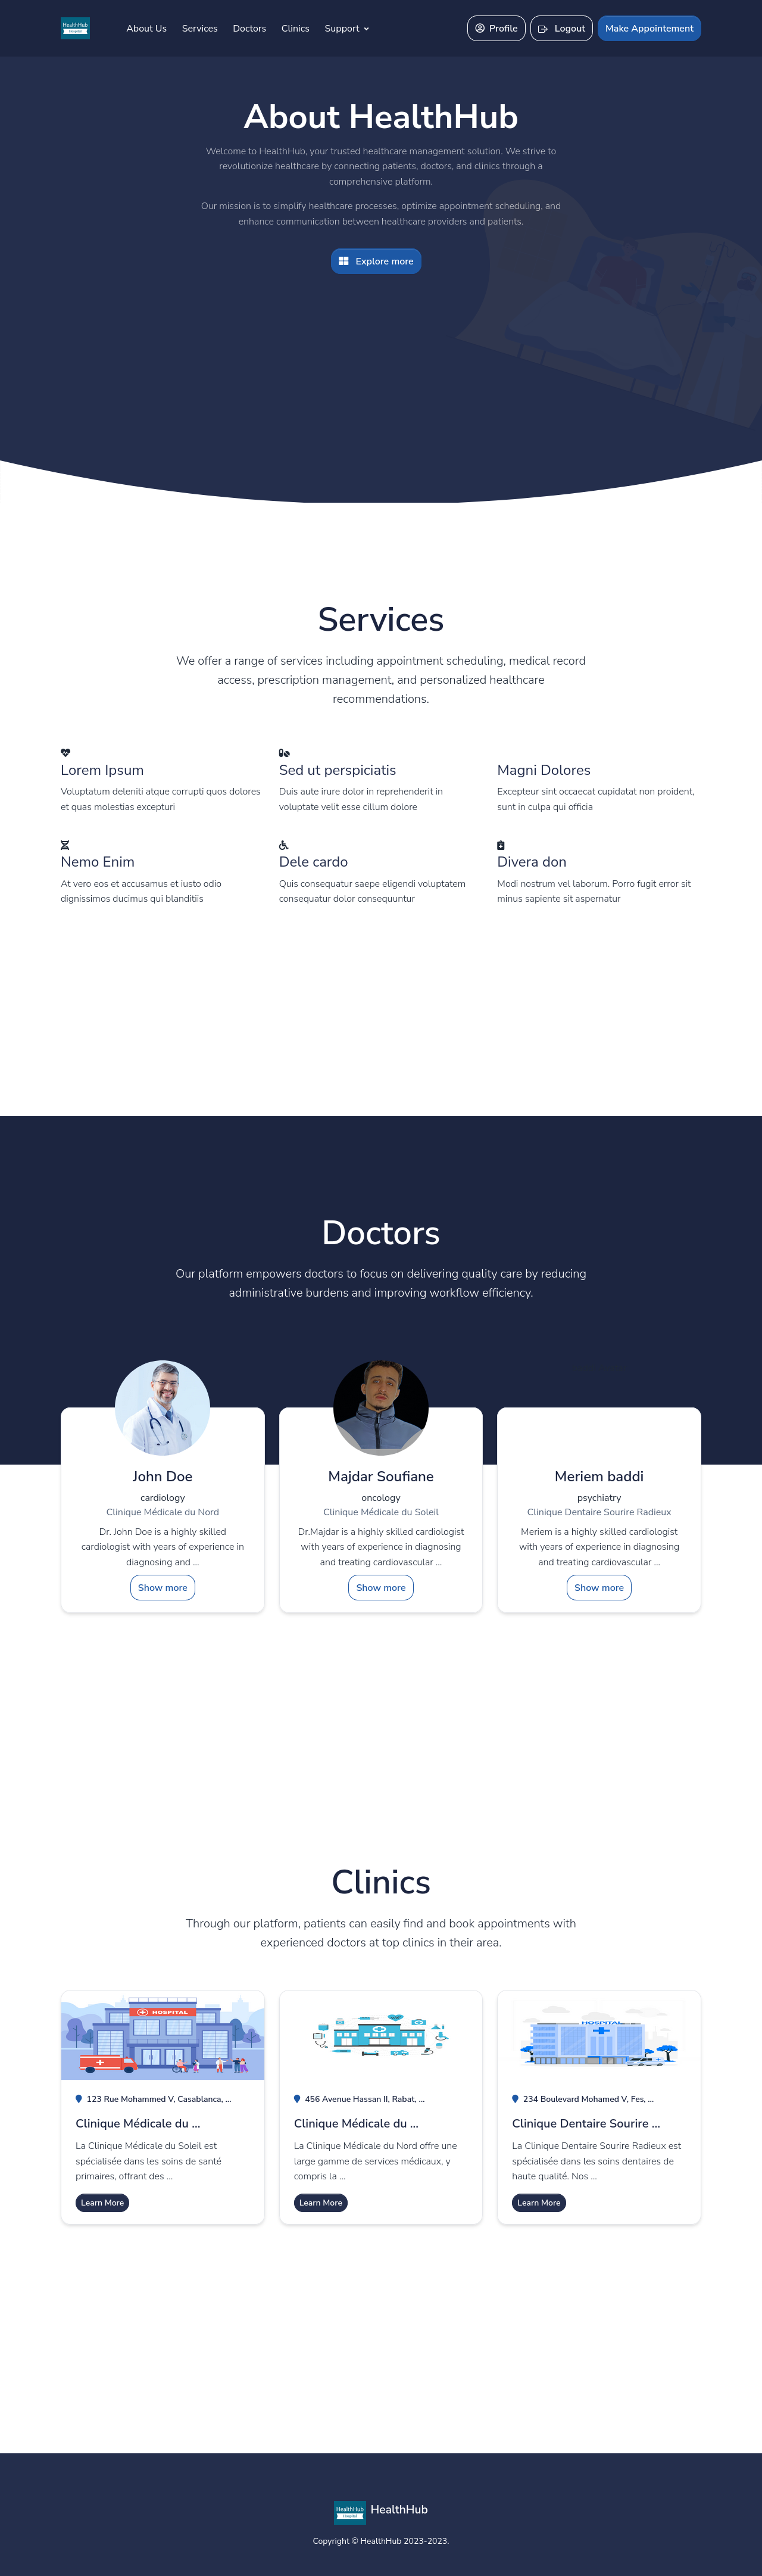 HealthHub
Hospital
About Us
Services
Doctors
Clinics
Support
Profile
Logout
Make Appointement
About HealthHub
Welcome to HealthHub, your trusted healthcare management solution. We strive to
revolutionize healthcare by connecting patients, doctors, and clinics through a
comprehensive platform.
Our mission is to simplify healthcare processes, optimize appointment scheduling, and
enhance communication between healthcare providers and patients.
Explore more
Services
We offer a range of services including appointment scheduling, medical record
access, prescription management, and personalized healthcare
recommendations.
Lorem Ipsum
Voluptatum deleniti atque corrupti quos dolores
et quas molestias excepturi
Sed ut perspiciatis
Duis aute irure dolor in reprehenderit in
voluptate velit esse cillum dolore
Magni Dolores
Excepteur sint occaecat cupidatat non proident,
sunt in culpa qui officia
Nemo Enim
At vero eos et accusamus et iusto odio
dignissimos ducimus qui blanditiis
Dele cardo
Quis consequatur saepe eligendi voluptatem
consequatur dolor consequuntur
Divera don
Modi nostrum vel laborum. Porro fugit error sit
minus sapiente sit aspernatur
Doctors
Our platform empowers doctors to focus on delivering quality care by reducing
administrative burdens and improving workflow efficiency.
John Doe
cardiology
Clinique Médicale du Nord
Dr. John Doe is a highly skilled
cardiologist with years of experience in
diagnosing and ...
Show more
Majdar Soufiane
oncology
Clinique Médicale du Soleil
Dr.Majdar is a highly skilled cardiologist
with years of experience in diagnosing
and treating cardiovascular ...
Show more
Meriem baddi
psychiatry
Clinique Dentaire Sourire Radieux
Meriem is a highly skilled cardiologist
with years of experience in diagnosing
and treating cardiovascular ...
Show more
Clinics
Through our platform, patients can easily find and book appointments with
experienced doctors at top clinics in their area.
HOSPITAL
123 Rue Mohammed V, Casablanca, ...
Clinique Médicale du ...
La Clinique Médicale du Soleil est
spécialisée dans les soins de santé
primaires, offrant des ...
Learn More
456 Avenue Hassan II, Rabat, ...
Clinique Médicale du ...
La Clinique Médicale du Nord offre une
large gamme de services médicaux, y
compris la ...
Learn More
HOSPITAL
234 Boulevard Mohamed V, Fes, ...
Clinique Dentaire Sourire ...
La Clinique Dentaire Sourire Radieux est
spécialisée dans les soins dentaires de
haute qualité. Nos ...
Learn More
HealthHub
Hospital
HealthHub
Copyright © HealthHub 2023-2023.